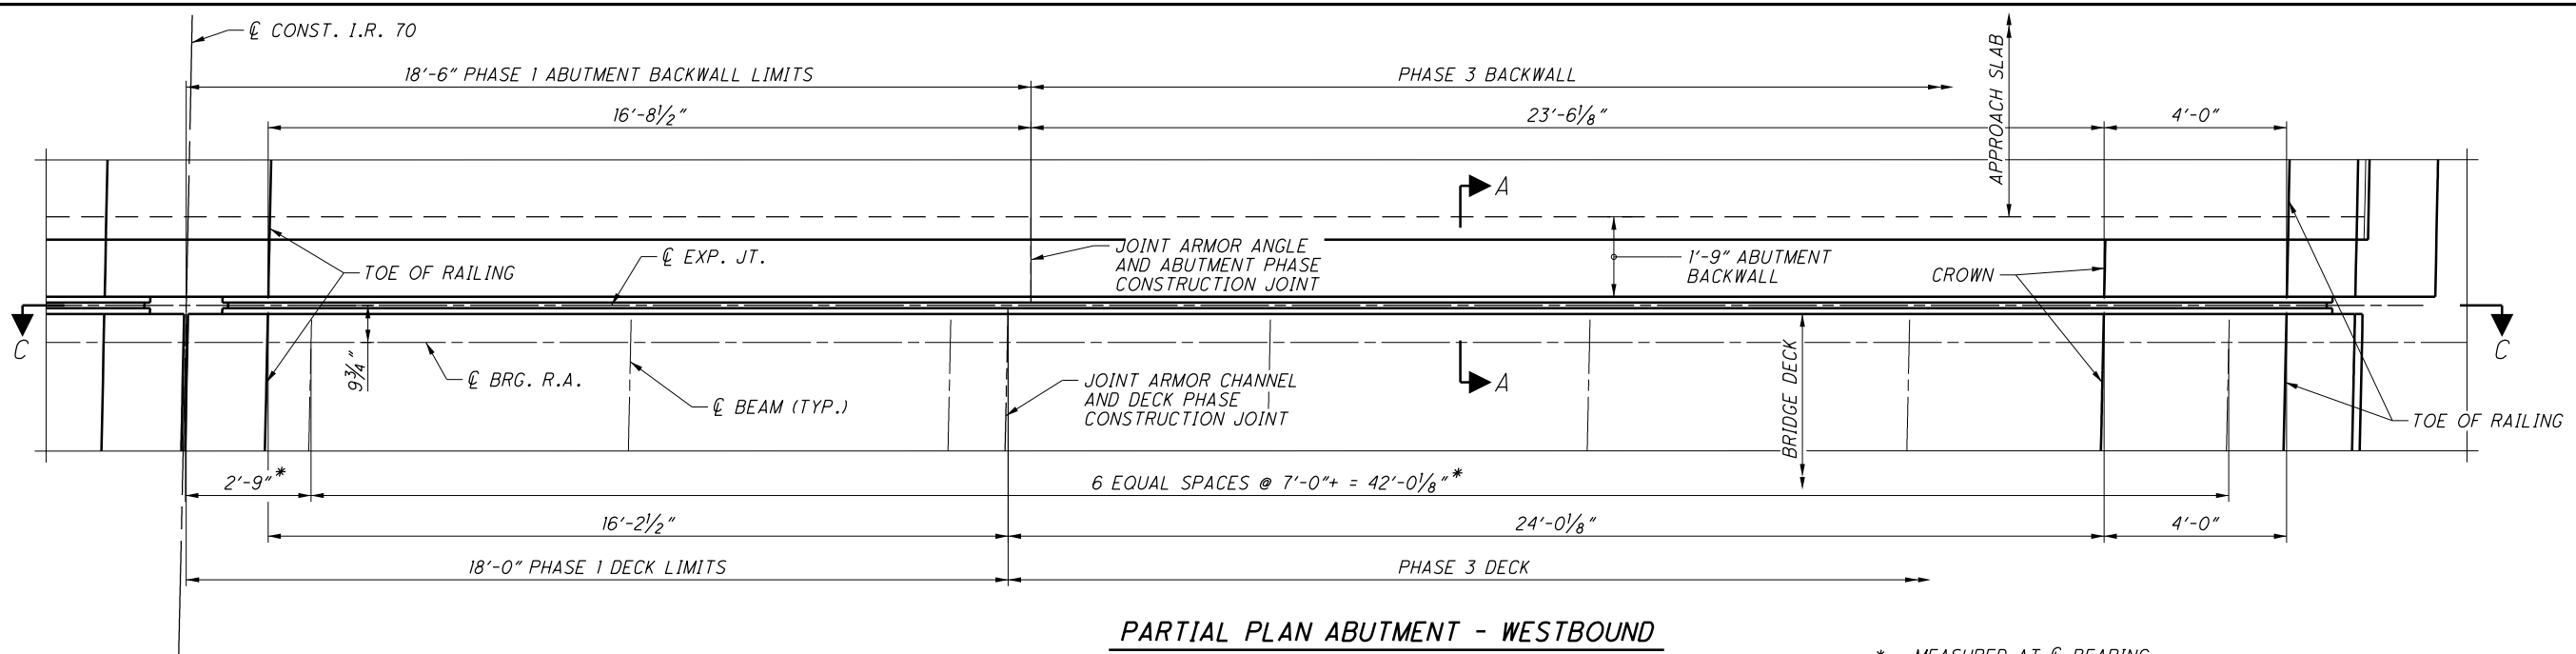 ℄ CONST. I.R. 70
18'-6" PHASE 1 ABUTMENT BACKWALL LIMITS
PHASE 3 BACKWALL
APPROACH SLAB
16'-8½"
23'-6⅛"
4'-0"
A
JOINT ARMOR ANGLE
AND ABUTMENT PHASE
CONSTRUCTION JOINT
℄ EXP. JT.
TOE OF RAILING
1'-9" ABUTMENT
BACKWALL
CROWN
C
C
9¾"
℄ BRG. R.A.
℄ BEAM (TYP.)
JOINT ARMOR CHANNEL
AND DECK PHASE
CONSTRUCTION JOINT
A
BRIDGE DECK
TOE OF RAILING
2'-9"*
6 EQUAL SPACES @ 7'-0"+ = 42'-0⅛"*
16'-2½"
24'-0⅛"
4'-0"
18'-0" PHASE 1 DECK LIMITS
PHASE 3 DECK
PARTIAL PLAN ABUTMENT - WESTBOUND
* MEASURED AT ℄ BEARING